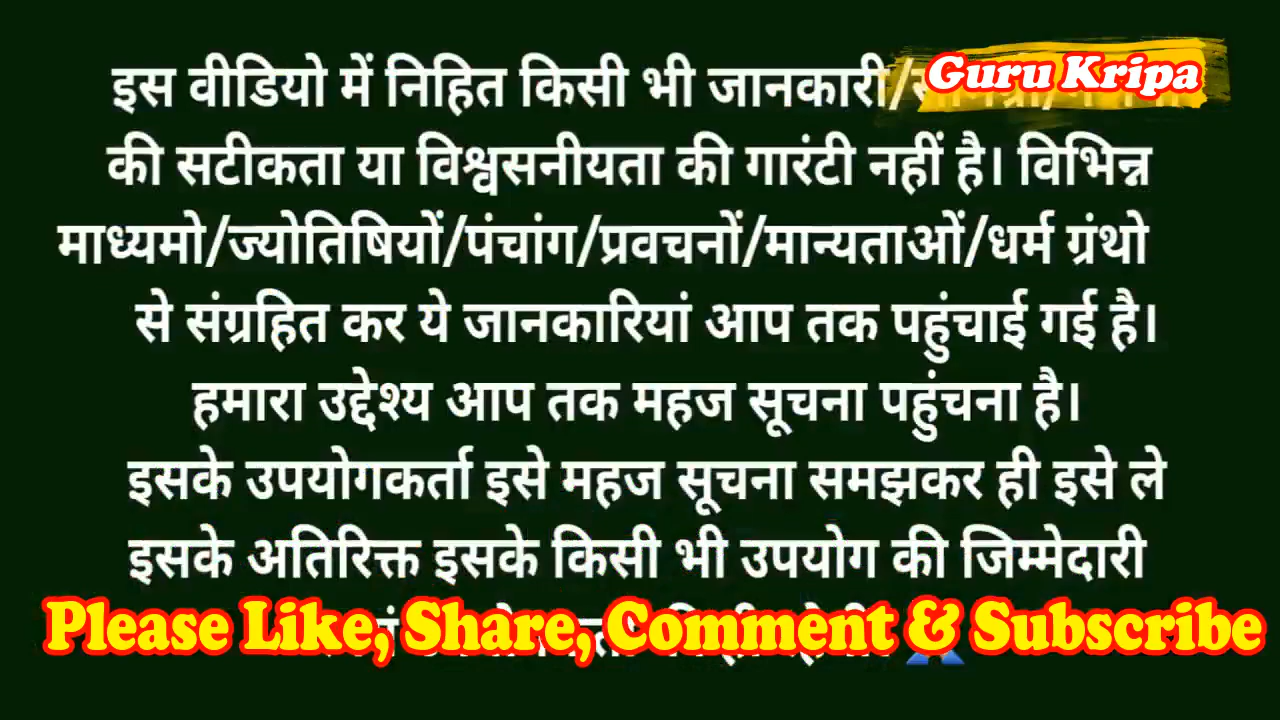 इस वीडियो में निहित किसी भी जानकारी/
Guru Kripa
की सटीकता या विश्वसनीयता की गारंटी नहीं है। विभिन्न
माध्यमो/ज्योतिषियों/पंचांग/प्रवचनों/मान्यताओं/धर्म ग्रंथो
से संग्रहित कर ये जानकारियां आप तक पहुंचाई गई है।
हमारा उद्देश्य आप तक महज सूचना पहुंचना है।
इसके उपयोगकर्ता इसे महज सूचना समझकर ही इसे ले
इसके अतिरिक्त इसके किसी भी उपयोग की जिम्मेदारी
Please Like, Share, Comment & Subscribe